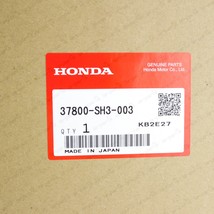 HONDA
GENUINE PARTS
Honda Motor Co., Ltd.
37800-SH3-003
QTY 1
KB2E27
MADE IN JAPAN